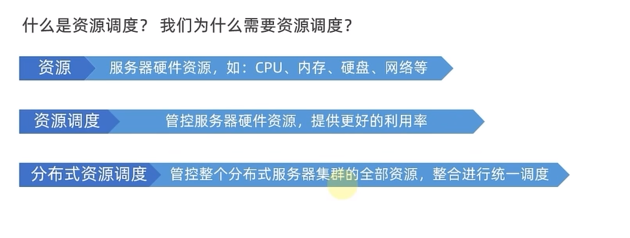 什么是资源调度？ 我们为什么需要资源调度？
资源 服务器硬件资源，如：CPU、内存、硬盘、网络等
资源调度 管控服务器硬件资源，提供更好的利用率
分布式资源调度 管控整个分布式服务器集群的全部资源，整合进行统一调度